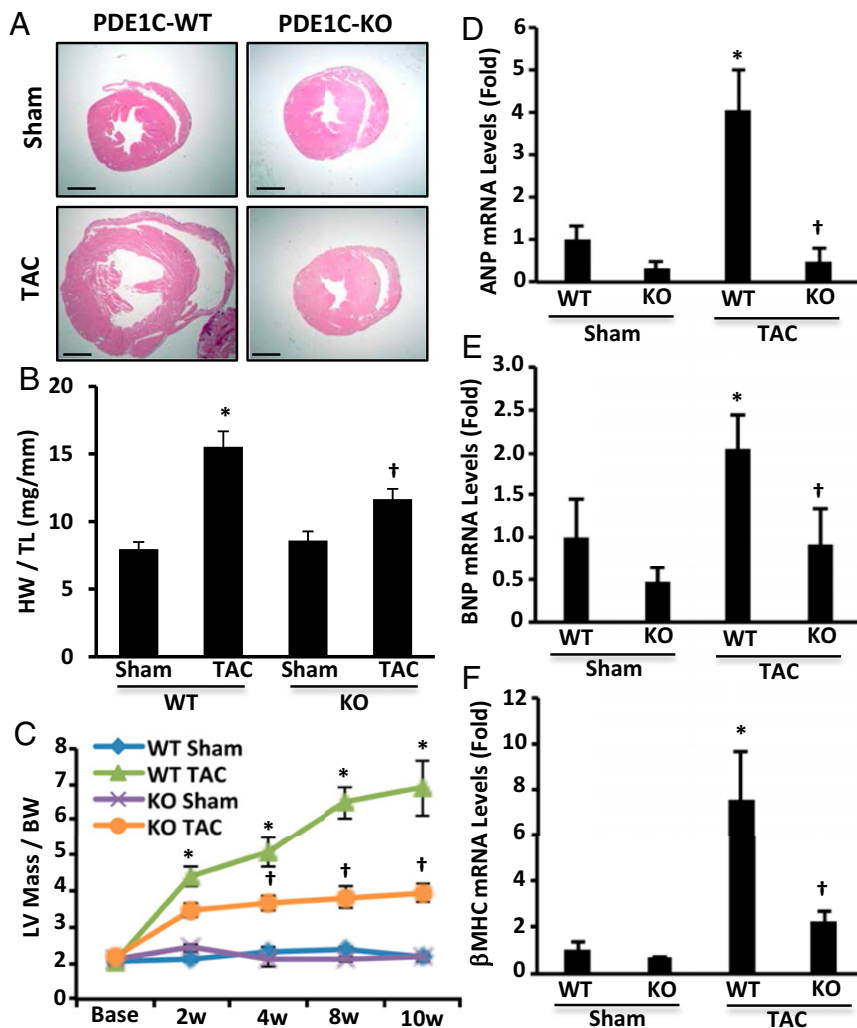 A
PDE1C-WT PDE1C-KO
Sham
TAC
B
HW / TL (mg/mm)
20
15
10
5
0
*
†
Sham TAC Sham TAC
WT KO
C
LV Mass / BW
8
7
6
5
4
3
2
0
WT Sham
WT TAC
KO Sham
KO TAC
* * * *
† † †
Base 2w 4w 8w 10w
D
ANP mRNA Levels (Fold)
6
5
4
3
2
1
0
*
†
WT KO WT KO
Sham TAC
E
BNP mRNA Levels (Fold)
3.0
2.5
2.0
1.5
1.0
0.5
0
*
†
WT KO WT KO
Sham TAC
F
βMHC mRNA Levels (Fold)
12
10
8
6
4
2
0
*
†
WT KO WT KO
Sham TAC